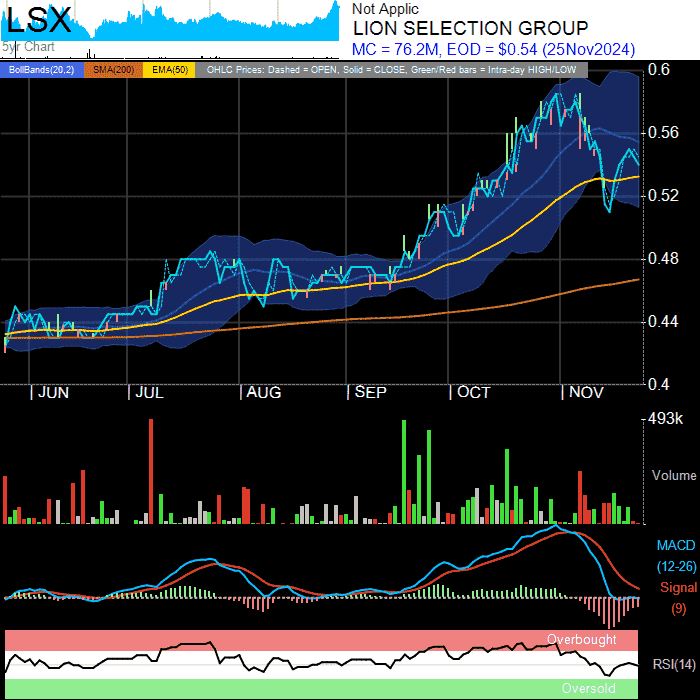 LSX
5yr Chart
Not Applic
LION SELECTION GROUP
MC = 76.2M, EOD = $0.54 (25Nov2024)
BollBands(20,2) SMA(200) EMA(50) OHLC Prices: Dashed = OPEN, Solid = CLOSE, Green/Red bars = Intra-day HIGH/LOW
0.6
0.56
0.52
0.48
0.44
0.4
| JUN | JUL | AUG | SEP | OCT | NOV
493k
Volume
MACD
(12-26)
Signal
(9)
Overbought
RSI(14)
Oversold